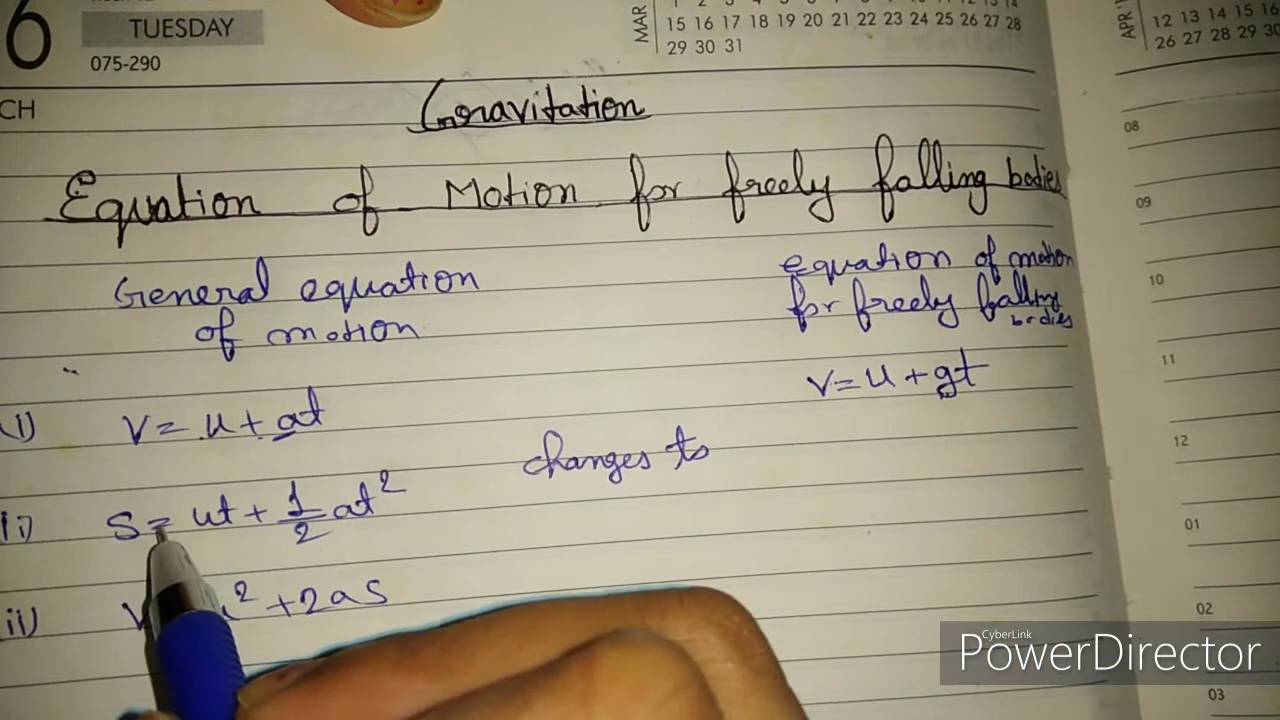 6
TUESDAY
075-290
CH
MAR
15 16 17 18 19 20 21 22 23 24 25 26 27 28
29 30 31
12 13 14 15 16
26 27 28 29 30
Gravitation
Equation of Motion for freely falling bodies
General equation
of motion
equation of motion
for freely falling
bodies
i) v = u + at
v = u + gt
changes to
ii) s = ut + 1/2 at²
iii) ² + 2as
08
09
10
11
12
01
02
03
CyberLink
PowerDirector